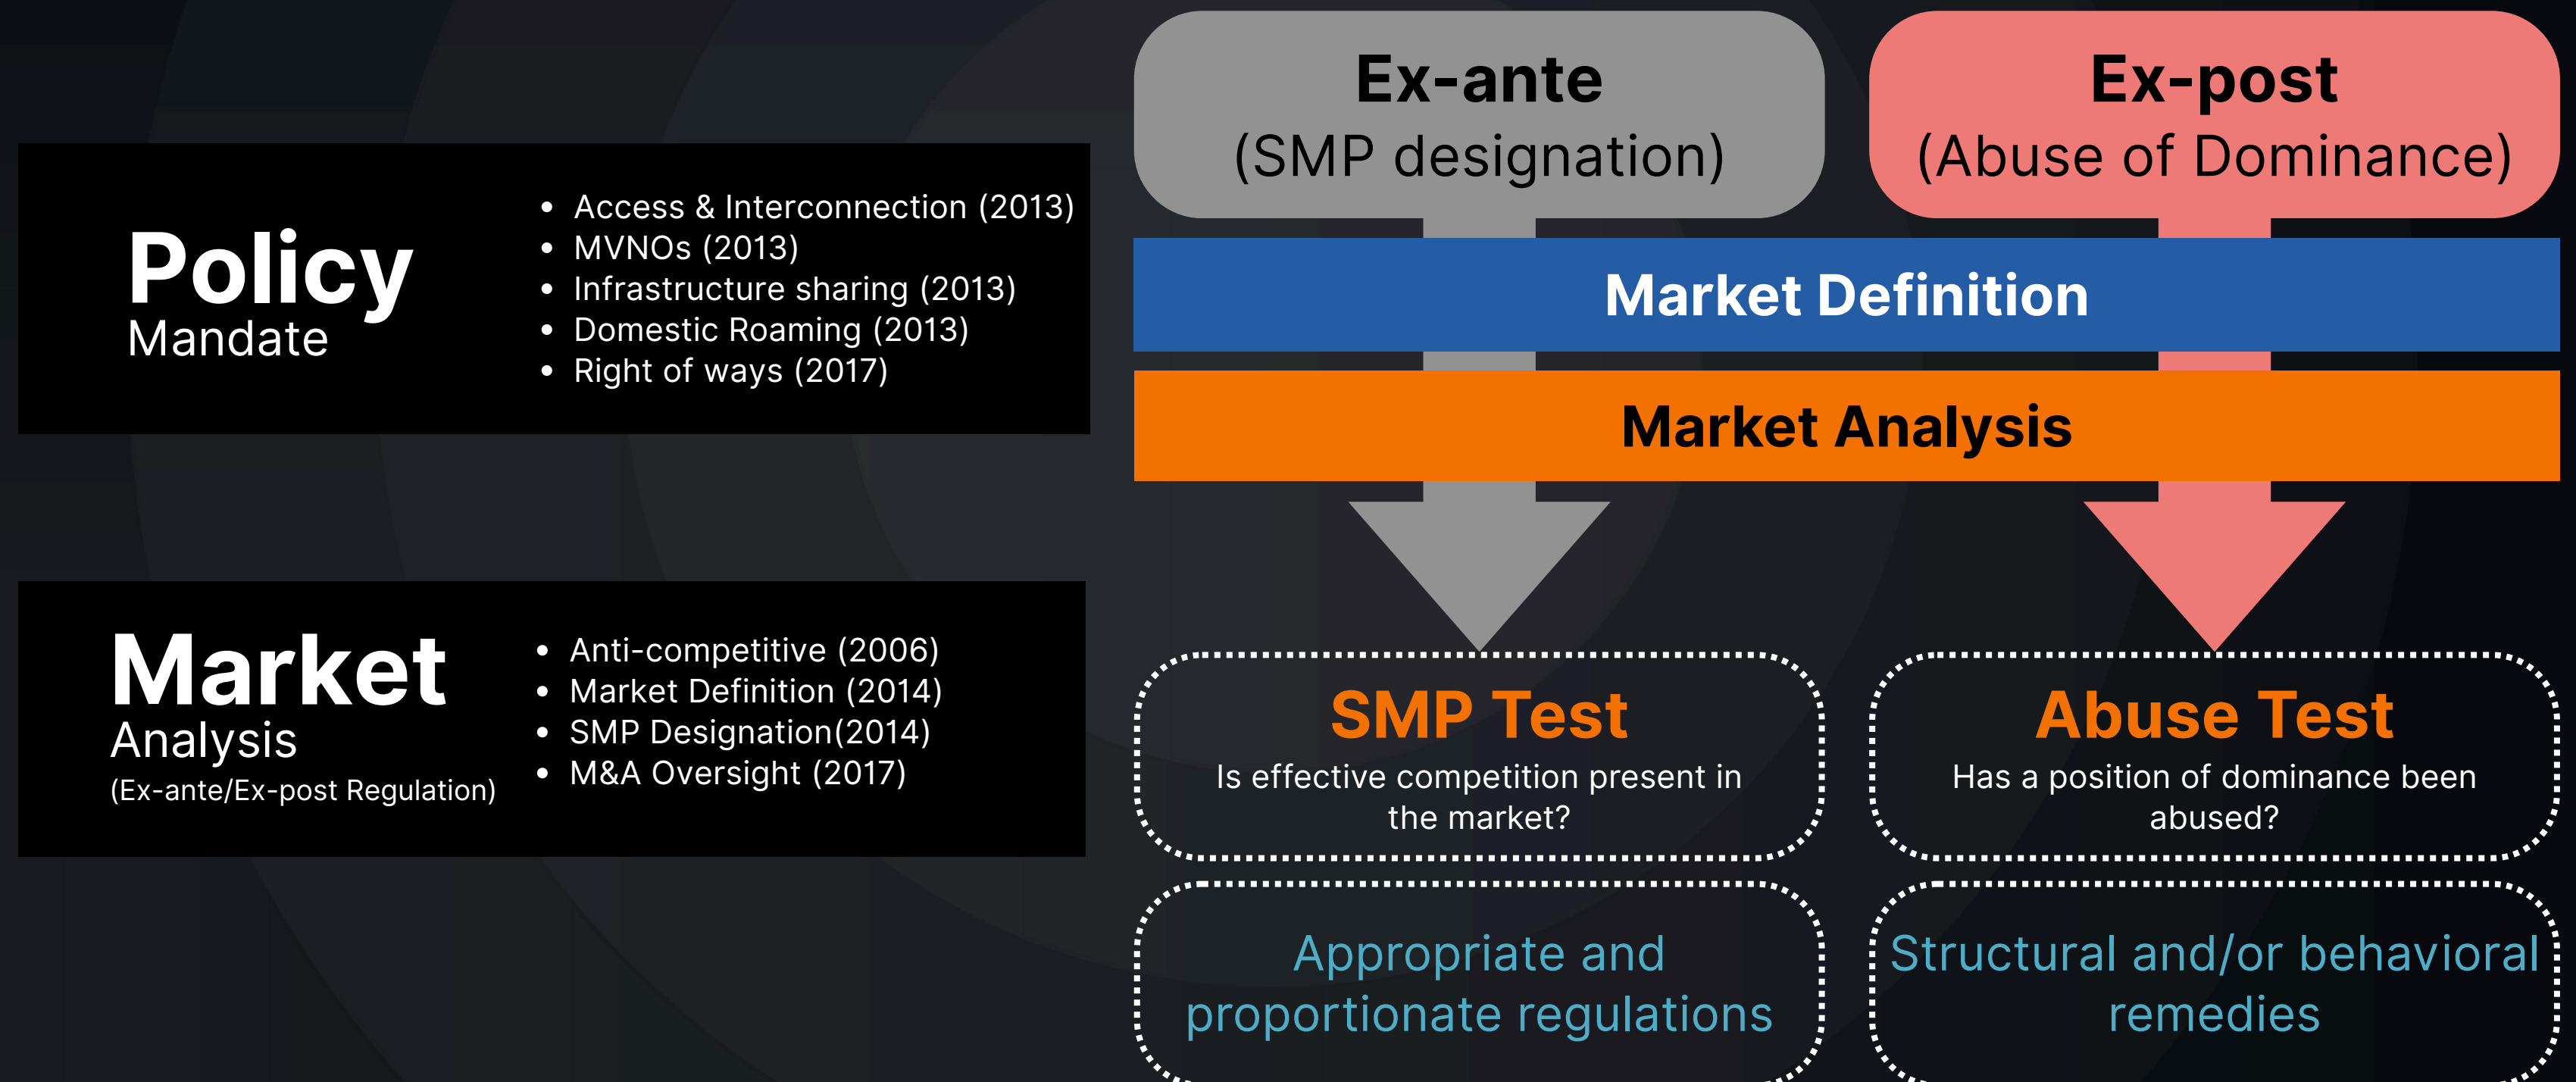 Policy
Mandate
• Access & Interconnection (2013)
• MVNOs (2013)
• Infrastructure sharing (2013)
• Domestic Roaming (2013)
• Right of ways (2017)
Market
Analysis
(Ex-ante/Ex-post Regulation)
• Anti-competitive (2006)
• Market Definition (2014)
• SMP Designation(2014)
• M&A Oversight (2017)
Ex-ante
(SMP designation)
Ex-post
(Abuse of Dominance)
Market Definition
Market Analysis
SMP Test
Is effective competition present in
the market?
Abuse Test
Has a position of dominance been
abused?
Appropriate and
proportionate regulations
Structural and/or behavioral
remedies